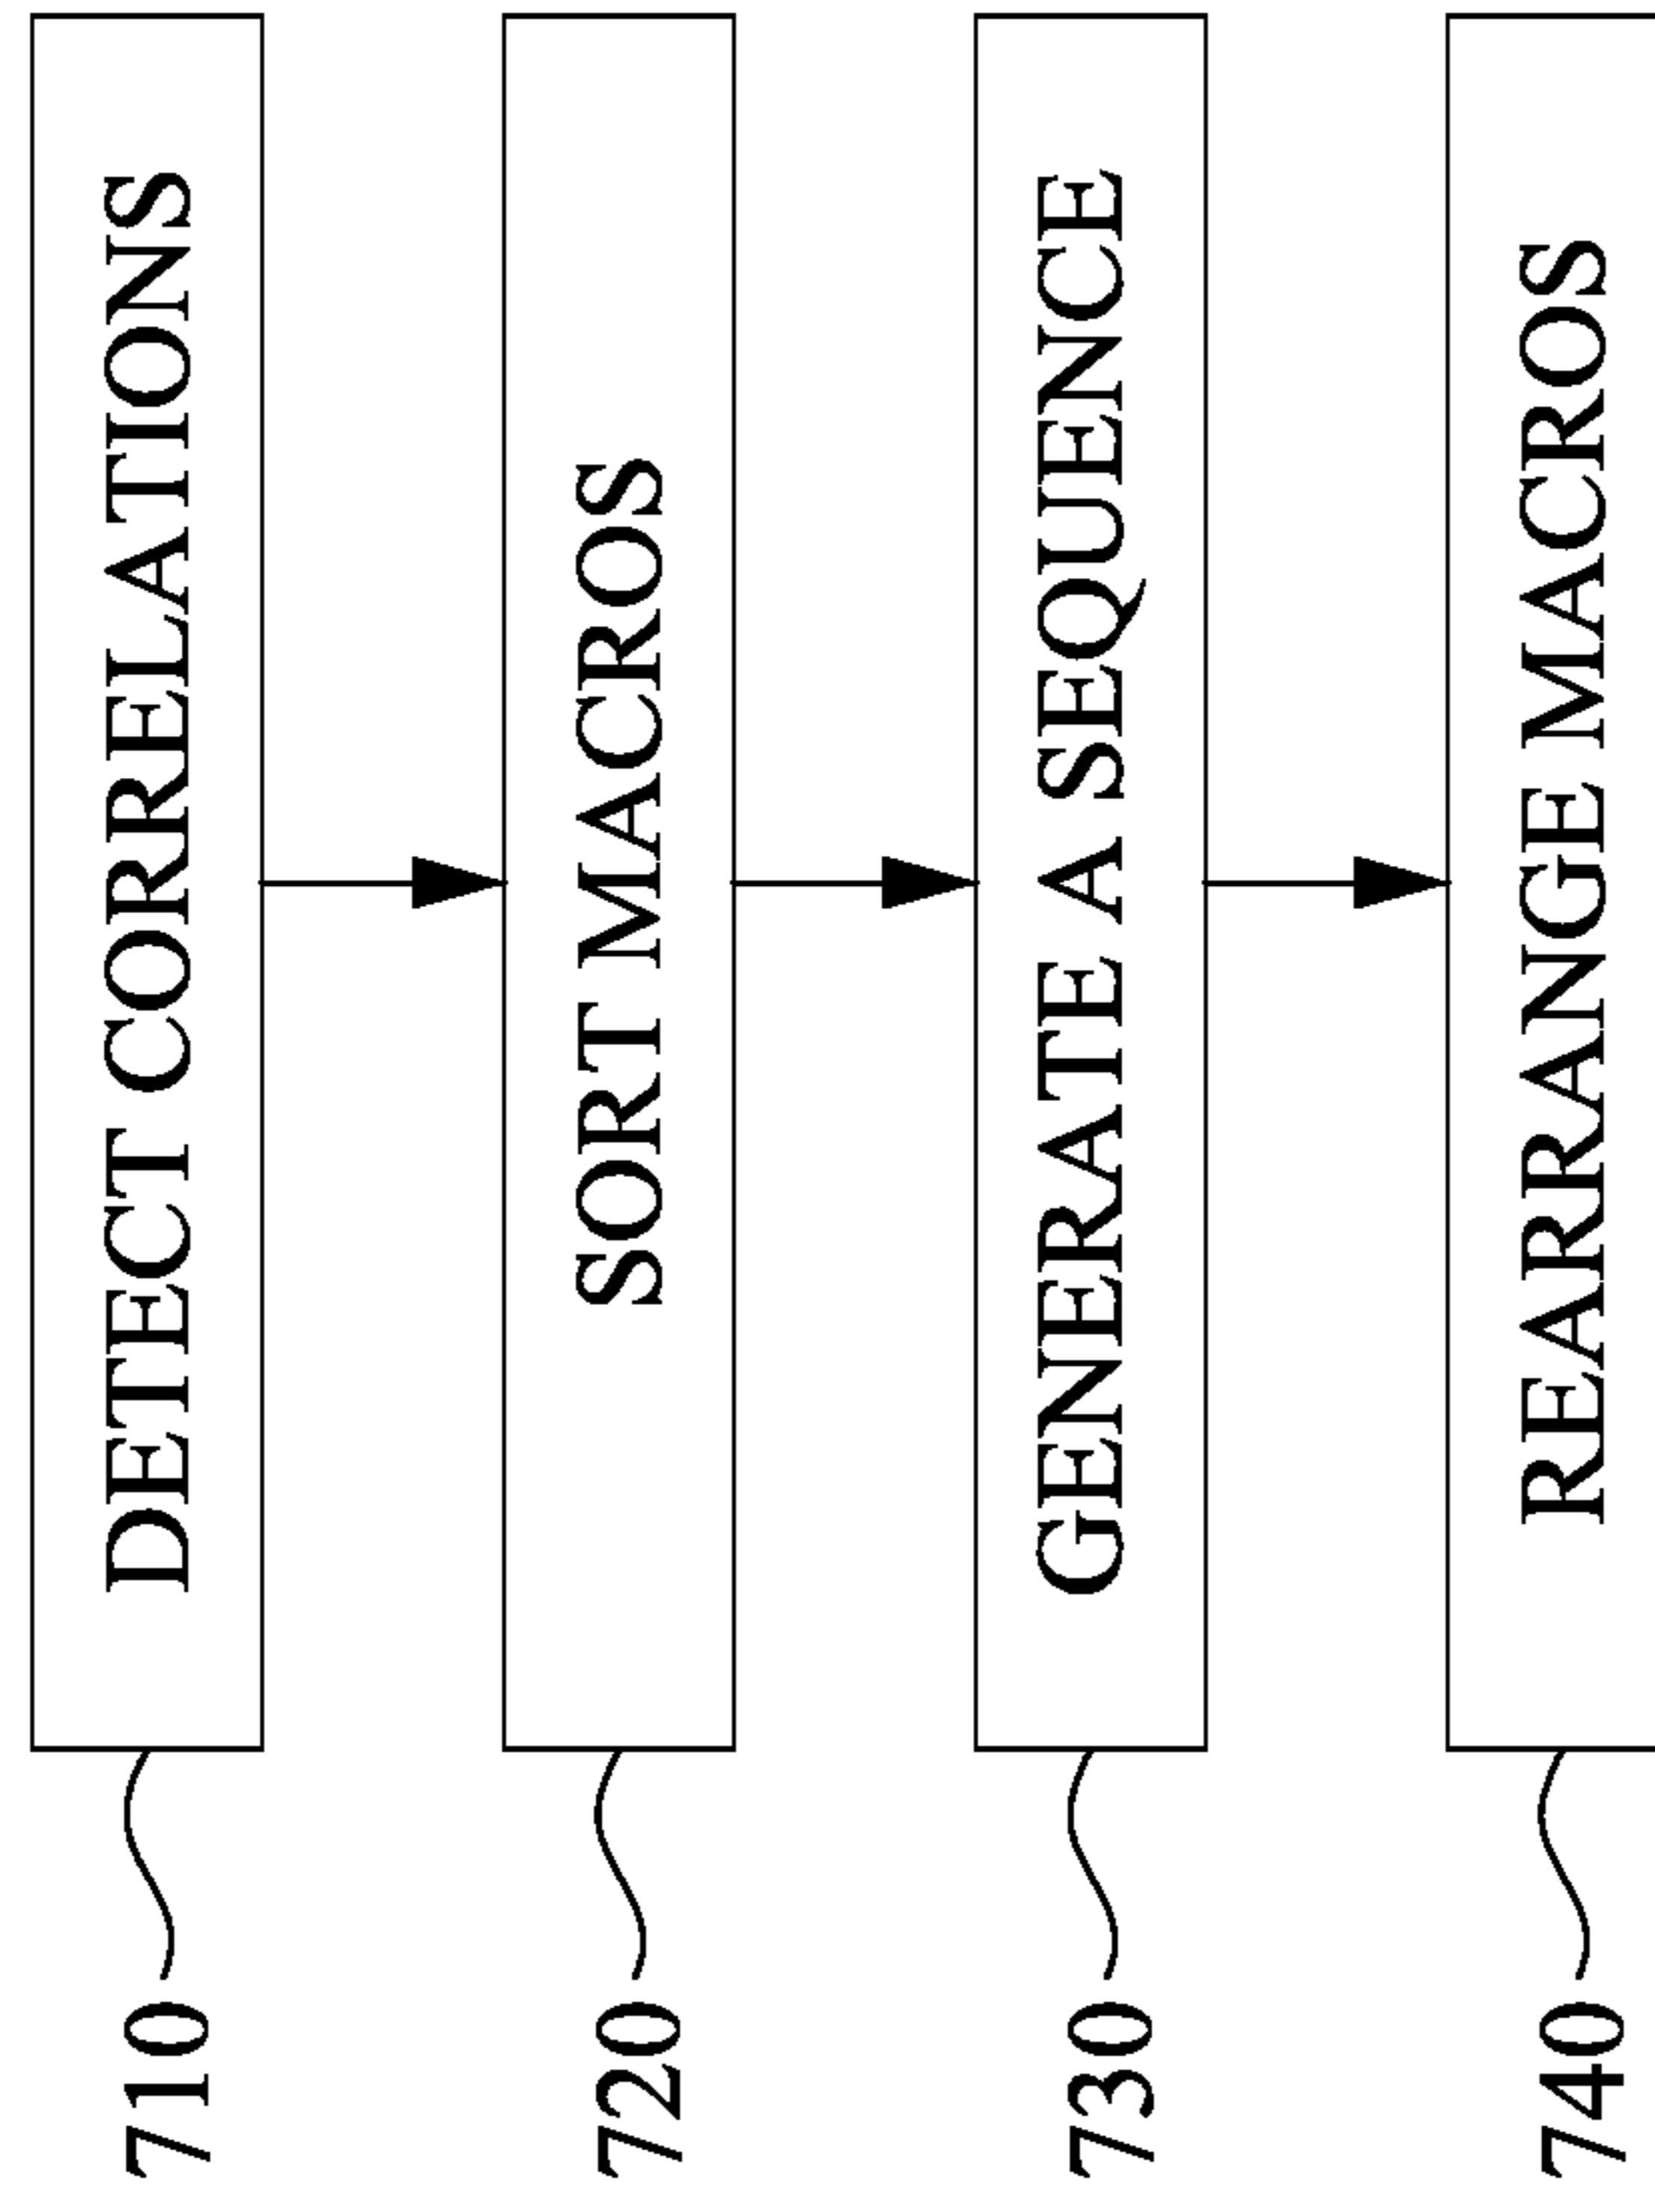 710
DETECT CORRELATIONS
720
SORT MACROS
730
GENERATE A SEQUENCE
740
REARRANGE MACROS